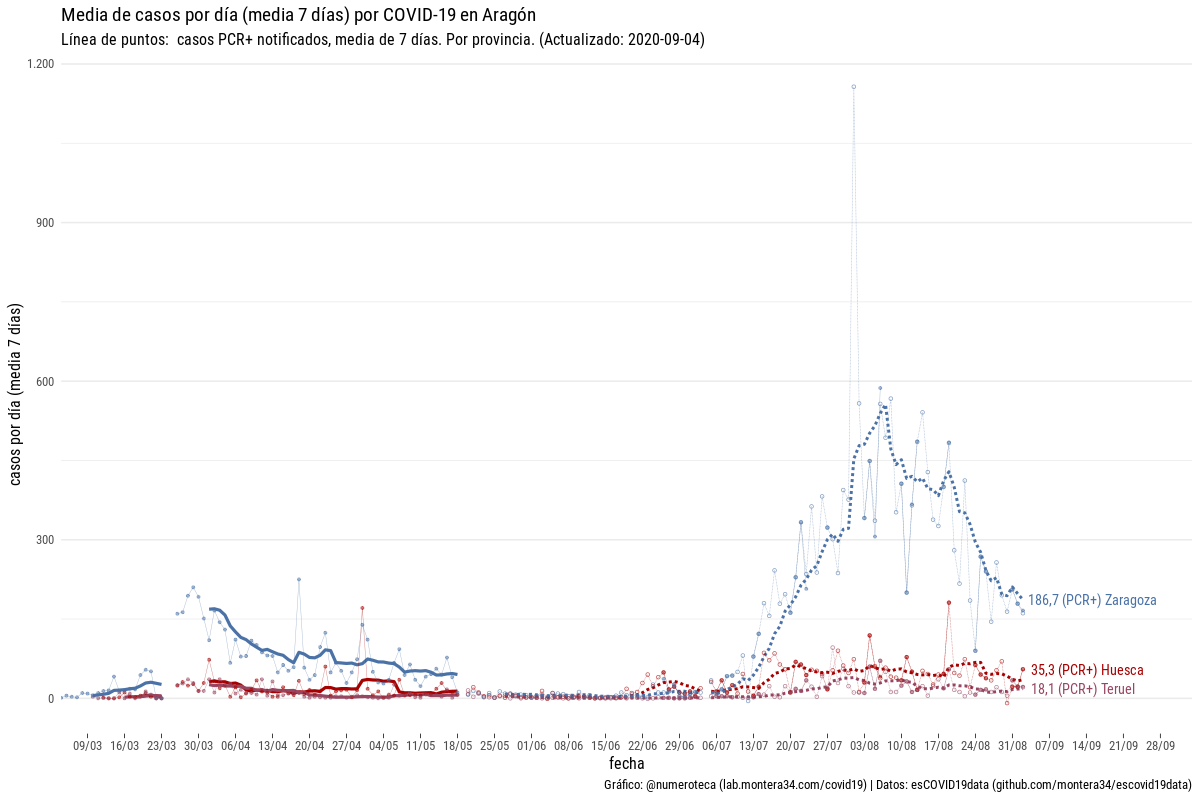 Media de casos por día (media 7 días) por COVID-19 en Aragón
Línea de puntos:  casos PCR+ notificados, media de 7 días. Por provincia. (Actualizado: 2020-09-04)
casos por día (media 7 días)
1.200
900
600
300
0
186,7 (PCR+) Zaragoza
35,3 (PCR+) Huesca
18,1 (PCR+) Teruel
09/03 16/03 23/03 30/03 06/04 13/04 20/04 27/04 04/05 11/05 18/05 25/05 01/06 08/06 15/06 22/06 29/06 06/07 13/07 20/07 27/07 03/08 10/08 17/08 24/08 31/08 07/09 14/09 21/09 28/09
fecha
Gráfico: @numeroteca (lab.montera34.com/covid19) | Datos: esCOVID19data (github.com/montera34/escovid19data)